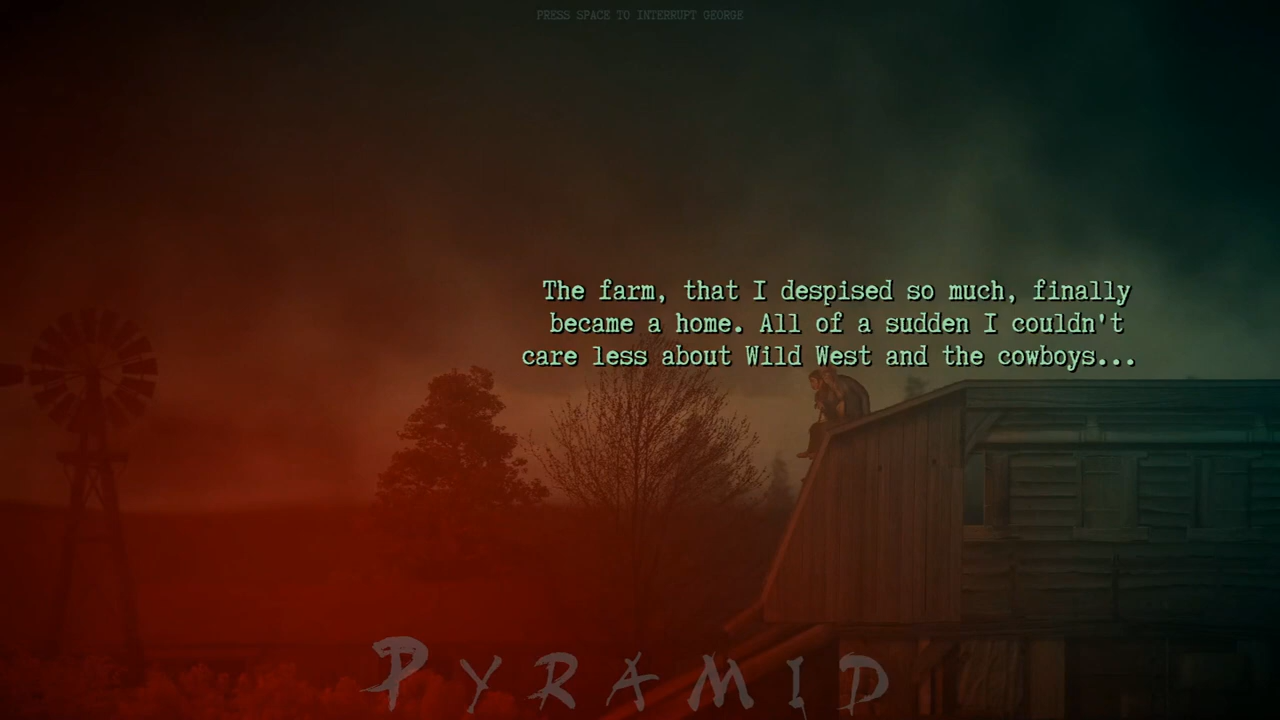 PRESS SPACE TO INTERRUPT GEORGE
The farm, that I despised so much, finally
became a home. All of a sudden I couldn't
care less about Wild West and the cowboys...
PYRAMID